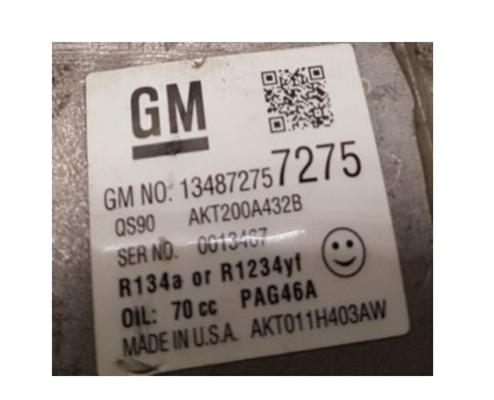 GM
GM NO. 13487275 7275
QS90 AKT200A432B
SER NO. 0013467
R134a or R1234yf
OIL: 70 cc PAG46A
MADE IN U.S.A. AKT011H403AW